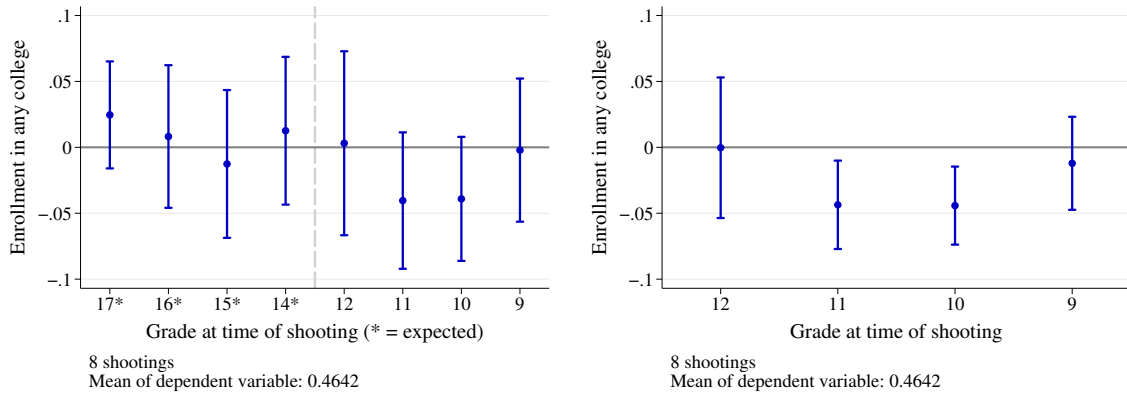 .1
.05
0
−.05
−.1
Enrollment in any college
17* 16* 15* 14* 12 11 10 9
Grade at time of shooting (* = expected)
8 shootings
Mean of dependent variable: 0.4642
.1
.05
0
−.05
−.1
Enrollment in any college
12 11 10 9
Grade at time of shooting
8 shootings
Mean of dependent variable: 0.4642